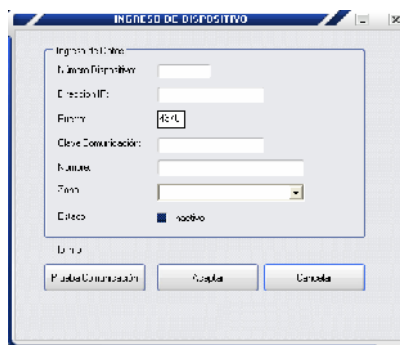 INGRESO DE DISPOSITIVO
Ingreso de Datos
Número Dispositivo:
Dirección IP:
Puerto: 4370
Clave Comunicación:
Nombre:
Zona
Estado Inactivo
Prueba Comunicación Aceptar Cancelar